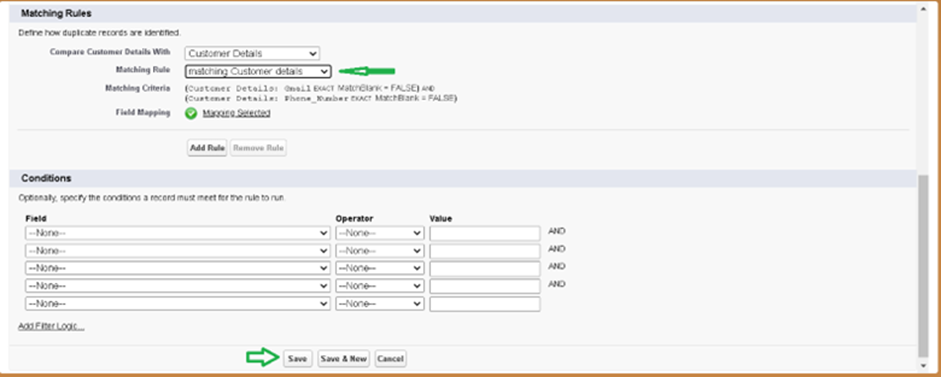 Matching Rules
Define how duplicate records are identified.
Compare Customer Details With Customer Details
Matching Rule matching Customer details
Matching Criteria (Customer Details: Gmail EXACT MatchBlank = FALSE) AND
(Customer Details: Phone_Number EXACT MatchBlank = FALSE)
Field Mapping Mapping Selected
Add Rule Remove Rule
Conditions
Optionally, specify the conditions a record must meet for the rule to run.
Field Operator Value
--None-- --None-- AND
--None-- --None-- AND
--None-- --None-- AND
--None-- --None-- AND
--None-- --None--
Add Filter Logic...
Save Save & New Cancel